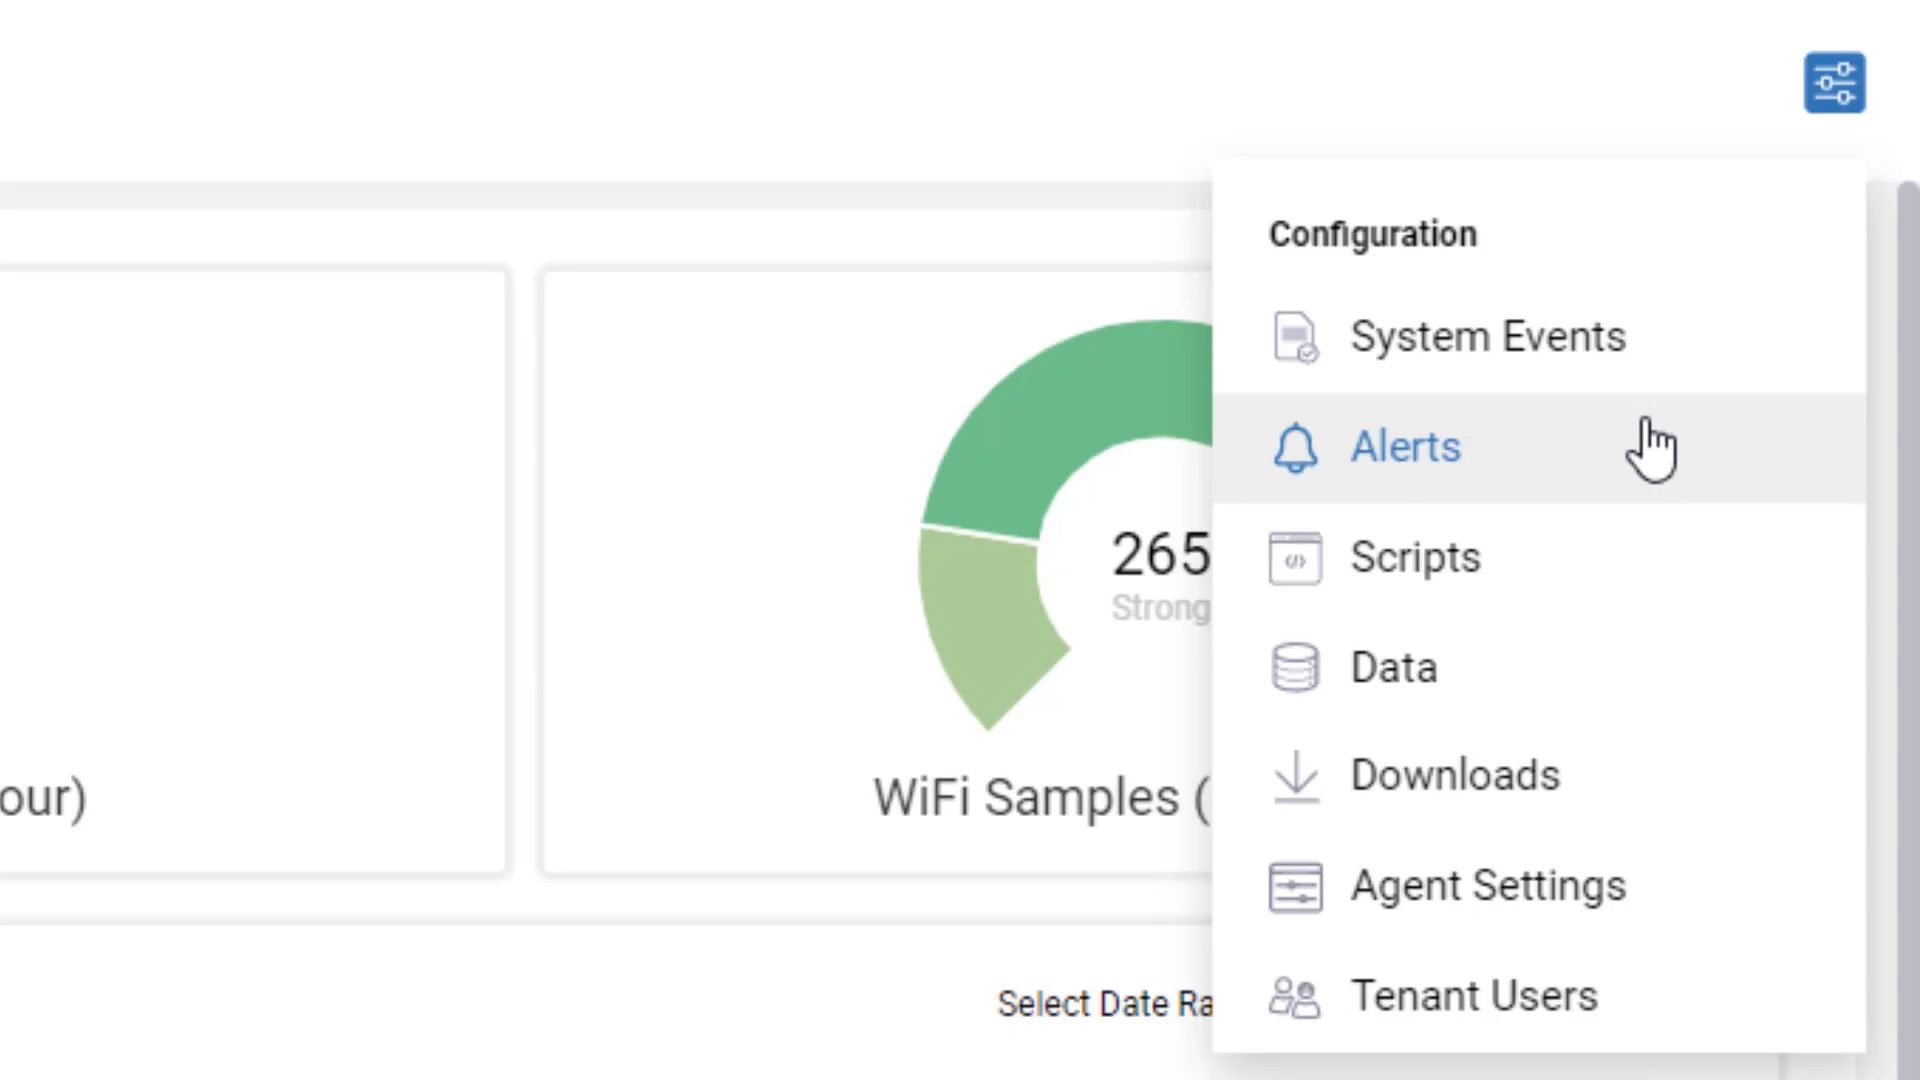 Configuration
System Events
Alerts
Scripts
Data
Downloads
Agent Settings
Tenant Users
265
Strong
our)
WiFi Samples (
Select Date Ra